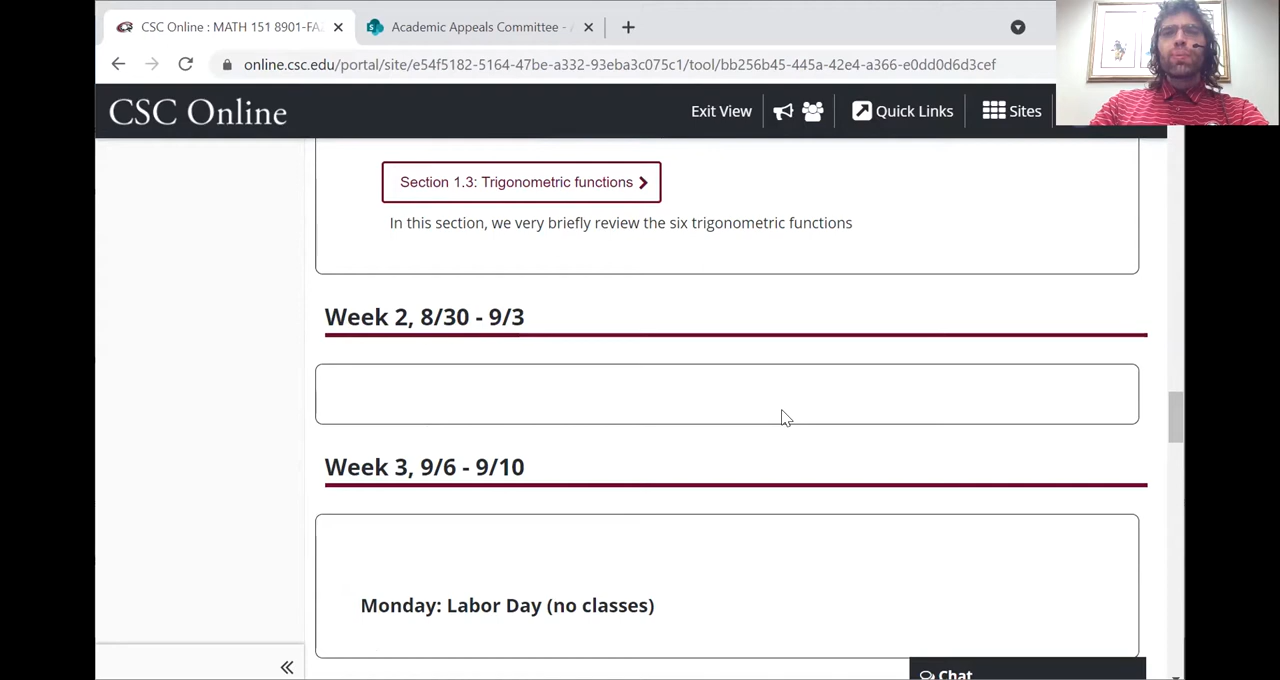 CSC Online : MATH 151 8901-FA
Academic Appeals Committee -
online.csc.edu/portal/site/e54f5182-5164-47be-a332-93eba3c075c1/tool/bb256b45-445a-42e4-a366-e0dd0d6d3cef
CSC Online
Exit View
Quick Links
Sites
Section 1.3: Trigonometric functions
In this section, we very briefly review the six trigonometric functions
Week 2, 8/30 - 9/3
Week 3, 9/6 - 9/10
Monday: Labor Day (no classes)
Chat